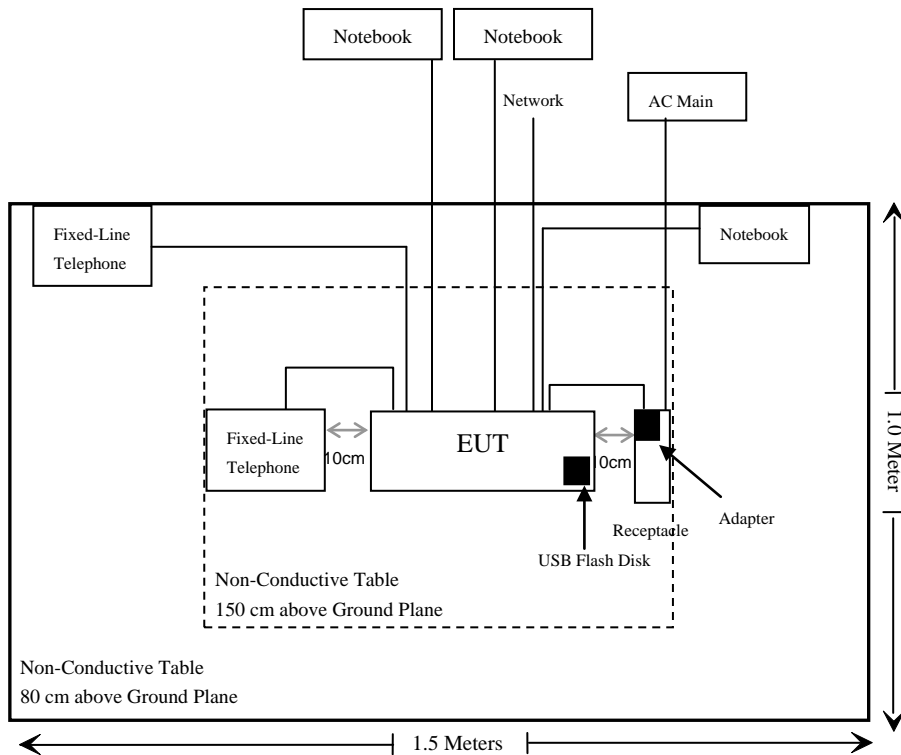 Notebook
Notebook
Network
AC Main
Fixed-Line
Telephone
Notebook
Fixed-Line
Telephone
10cm
EUT
10cm
1.0 Meter
Receptacle
Adapter
USB Flash Disk
Non-Conductive Table
150 cm above Ground Plane
Non-Conductive Table
80 cm above Ground Plane
1.5 Meters